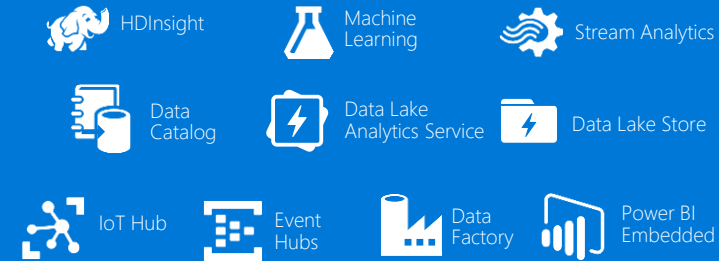 HDInsight
Machine
Learning
Stream Analytics
Data
Catalog
Data Lake
Analytics Service
Data Lake Store
IoT Hub
Event
Hubs
Data
Factory
Power BI
Embedded